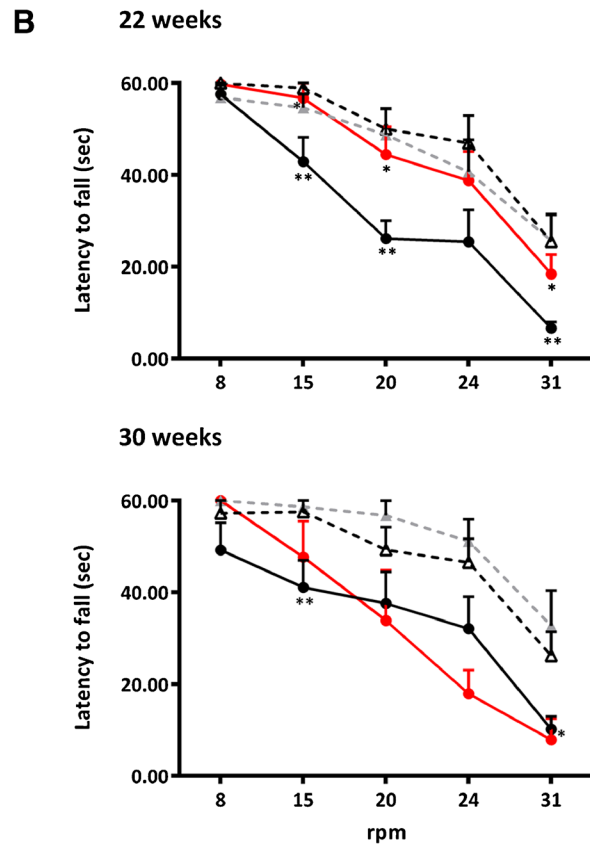 B
22 weeks
60.00
40.00
20.00
0.00
Latency to fall (sec)
*
**
*
**
*
**
8 15 20 24 31
30 weeks
60.00
40.00
20.00
0.00
Latency to fall (sec)
**
*
8 15 20 24 31
rpm